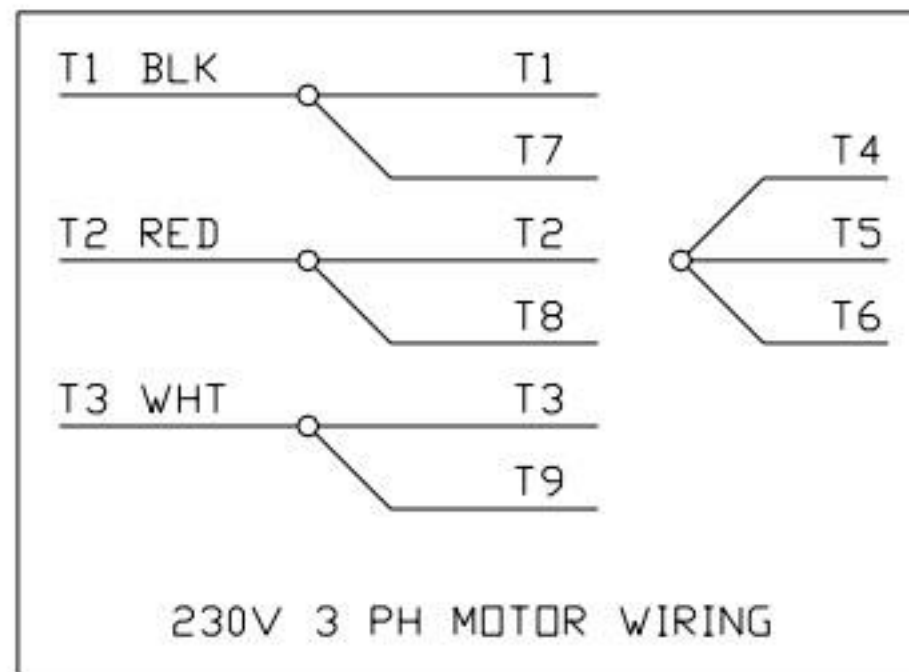 T1 BLK T1
T7 T4
T2 RED T2 T5
T8 T6
T3 WHT T3
T9
230V 3 PH MOTOR WIRING